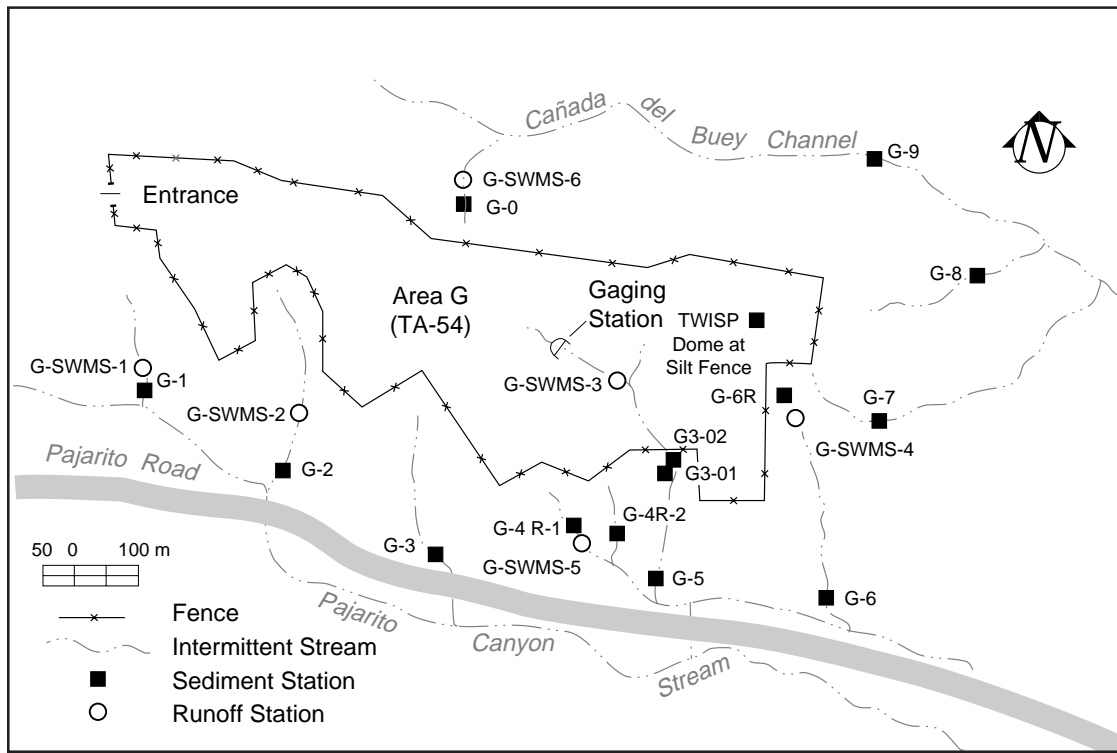 Cañada del Buey Channel
N
G-9
G-SWMS-6
Entrance
G-0
G-8
Area G
(TA-54)
Gaging
Station
TWISP
Dome at
Silt Fence
G-SWMS-1
G-1
G-SWMS-3
G-6R
G-7
G-SWMS-2
G-SWMS-4
G3-02
G3-01
Pajarito Road
G-2
G-4 R-1
G-4R-2
G-3
G-SWMS-5
G-5
G-6
50 0 100 m
Pajarito Canyon Stream
Fence
Intermittent Stream
Sediment Station
Runoff Station